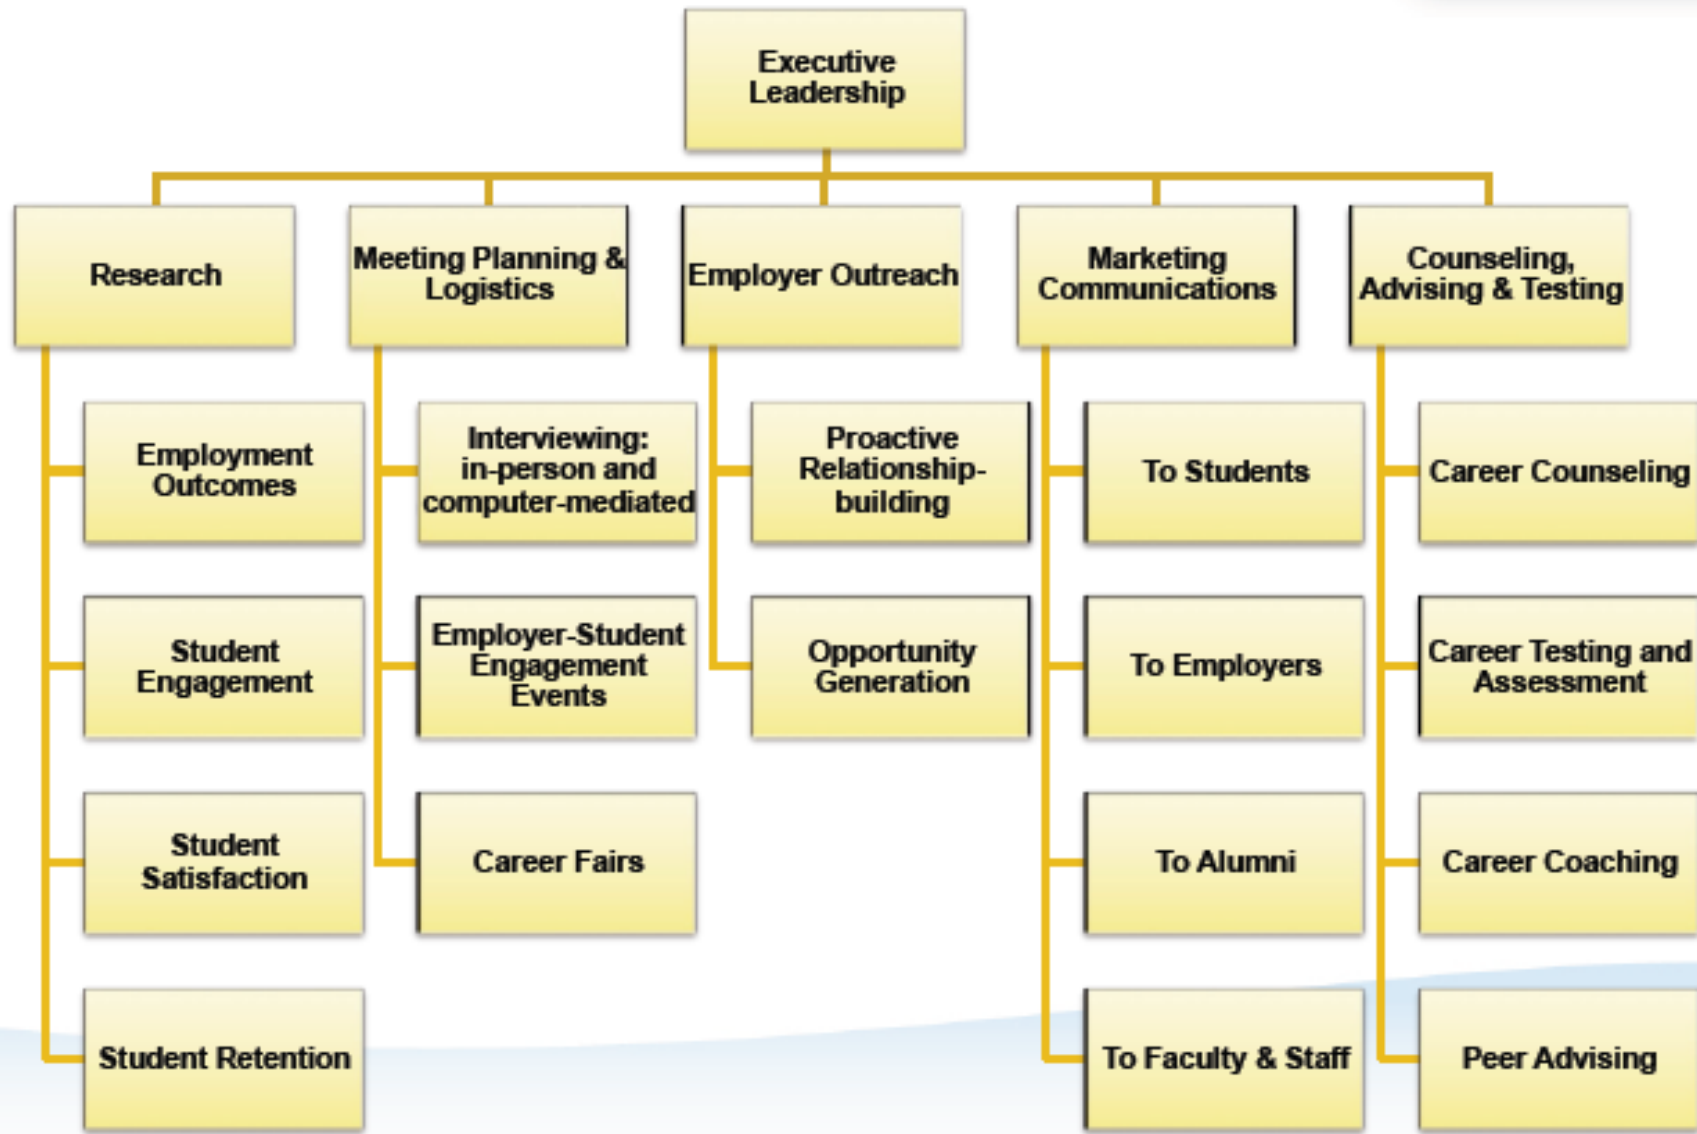 Executive
Leadership
Research
Meeting Planning &
Logistics
Employer Outreach
Marketing
Communications
Counseling,
Advising & Testing
Employment
Outcomes
Interviewing:
in-person and
computer-mediated
Proactive
Relationship-
building
To Students
Career Counseling
Student
Engagement
Employer-Student
Engagement
Events
Opportunity
Generation
To Employers
Career Testing and
Assessment
Student
Satisfaction
Career Fairs
To Alumni
Career Coaching
Student Retention
To Faculty & Staff
Peer Advising